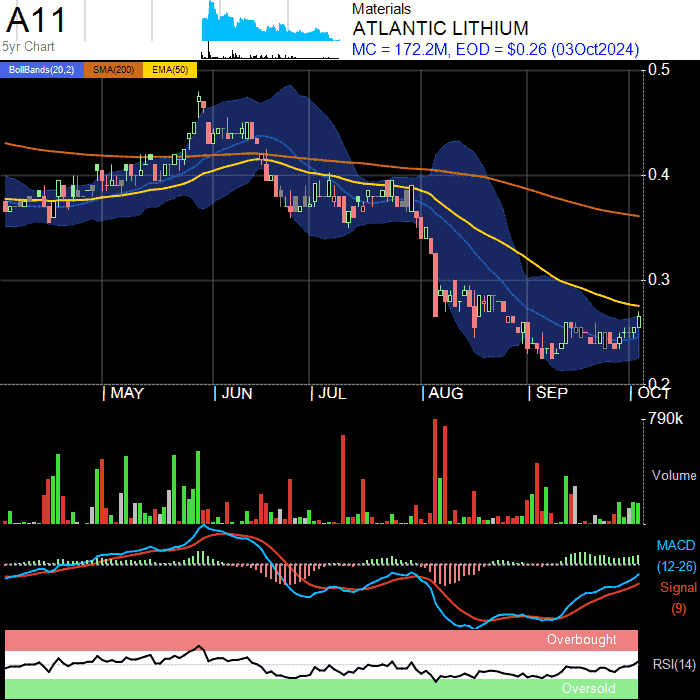 A11
5yr Chart
Materials
ATLANTIC LITHIUM
MC = 172.2M, EOD = $0.26 (03Oct2024)
BollBands(20,2) SMA(200) EMA(50)
0.5
0.4
0.3
0.2
MAY JUN JUL AUG SEP OCT
790k
Volume
MACD
(12-26)
Signal
(9)
Overbought
RSI(14)
Oversold